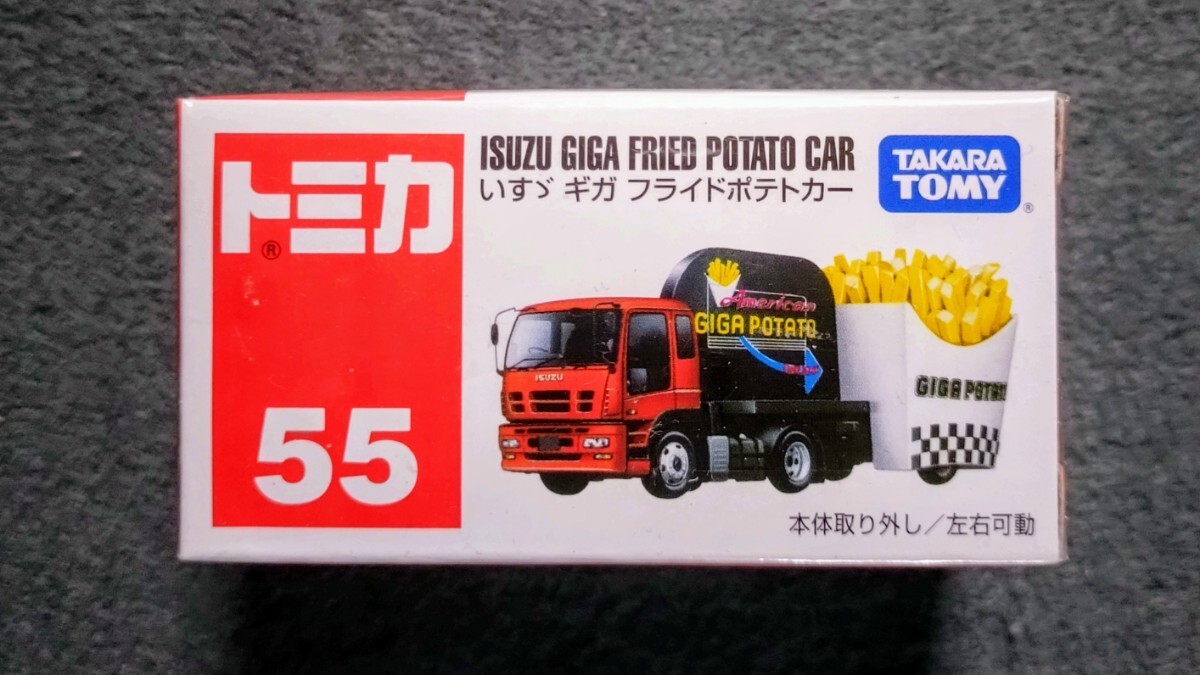 トミカ
®
55
ISUZU GIGA FRIED POTATO CAR
いすゞ ギガ フライドポテトカー
TAKARA
TOMY
®
American
GIGA POTATO
ISUZU
GIGA POTATO
本体取り外し/左右可動